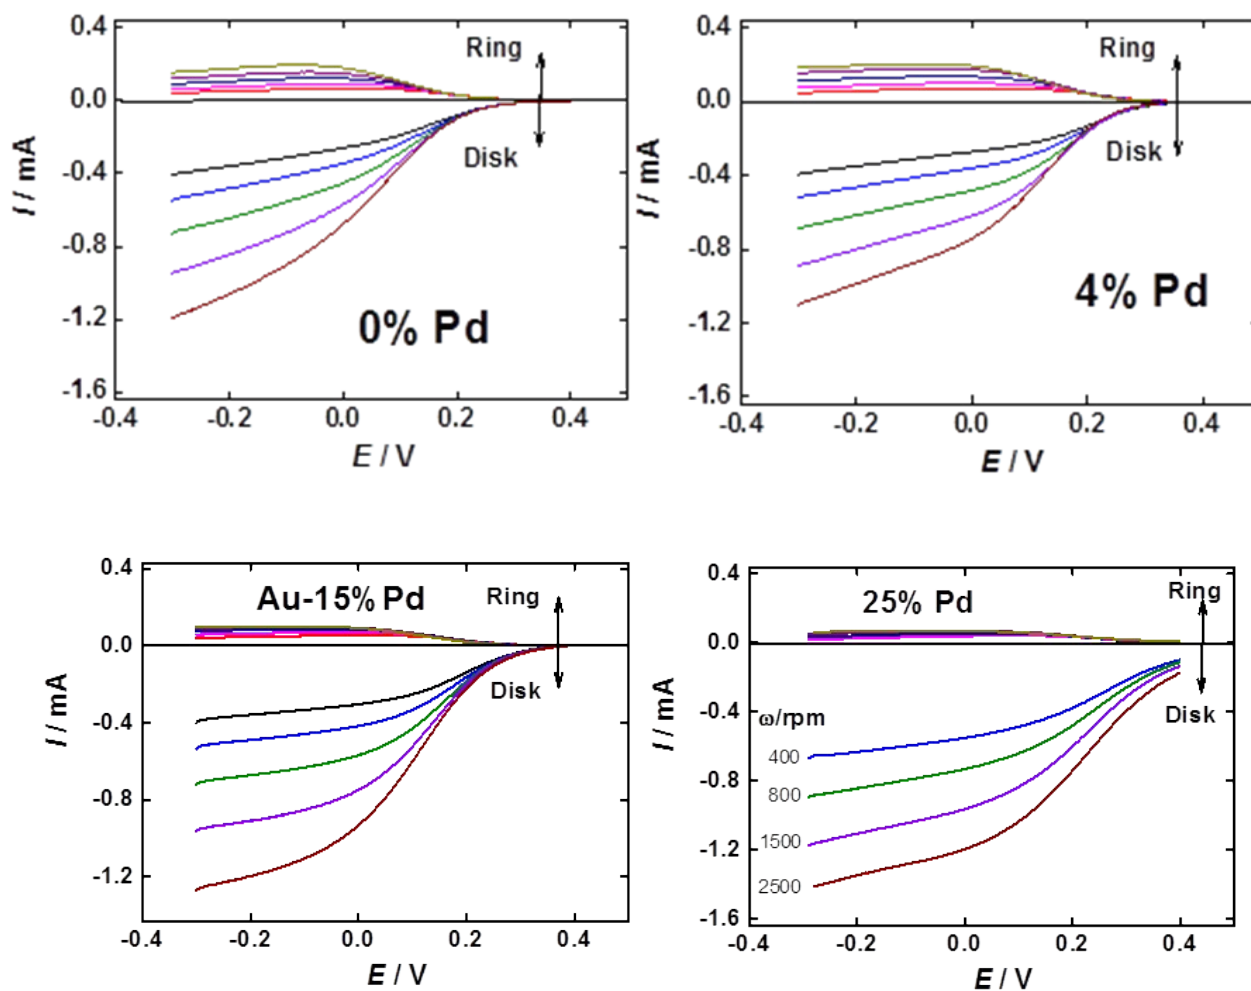 0.4
0.0
-0.4
-0.8
-1.2
-1.6
I / mA
Ring
Disk
0% Pd
-0.4 -0.2 0.0 0.2 0.4
E / V
0.4
0.0
-0.4
-0.8
-1.2
-1.6
I / mA
Ring
Disk
4% Pd
-0.4 -0.2 0.0 0.2 0.4
E / V
0.4
0.0
-0.4
-0.8
-1.2
I / mA
Au-15% Pd
Ring
Disk
-0.4 -0.2 0.0 0.2 0.4
E / V
0.4
0.0
-0.4
-0.8
-1.2
-1.6
I / mA
25% Pd
Ring
Disk
ω/rpm
400
800
1500
2500
-0.4 -0.2 0.0 0.2 0.4
E / V